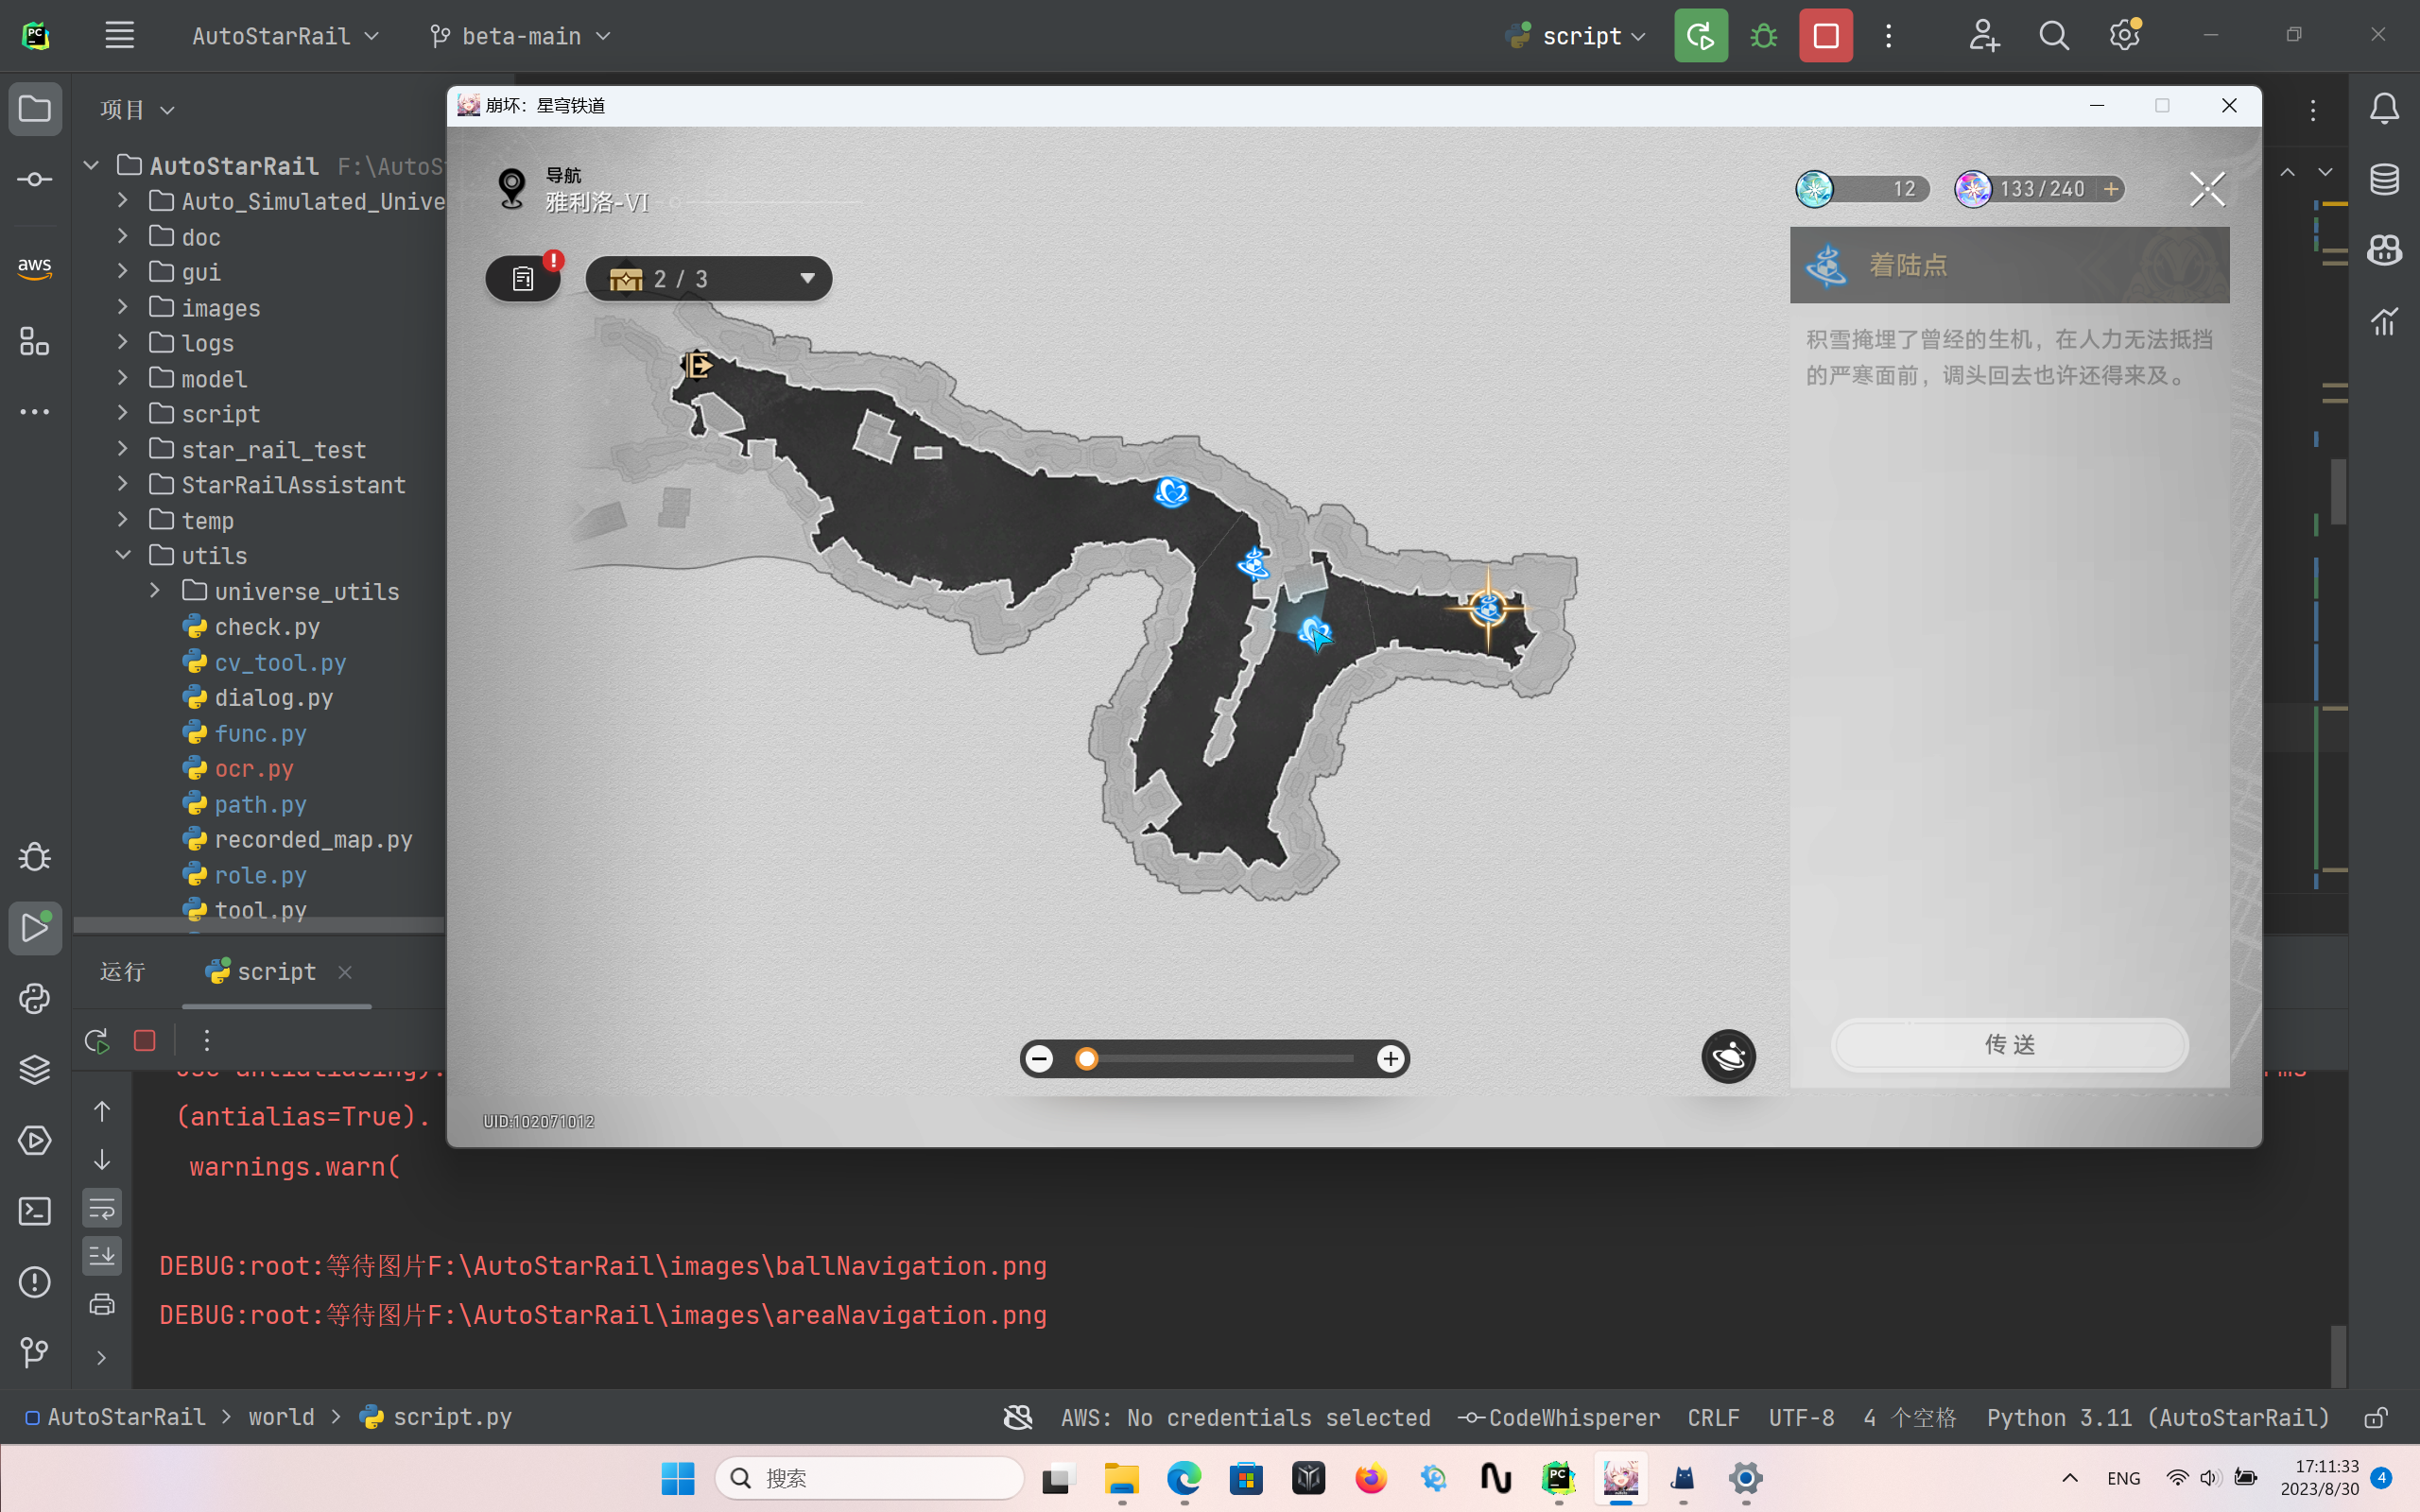 AutoStarRail
beta-main
script
项目
AutoStarRail F:\AutoS
Auto_Simulated_Unive
doc
gui
images
logs
model
script
star_rail_test
StarRailAssistant
temp
utils
universe_utils
check.py
cv_tool.py
dialog.py
func.py
ocr.py
path.py
recorded_map.py
role.py
tool.py
aws
崩坏：星穹铁道
导航
雅利洛-VI
2 / 3
12
133/240
着陆点
积雪掩埋了曾经的生机，在人力无法抵挡
的严寒面前，调头回去也许还得来及。
传送
UID:102071012
运行
script
use antialiasing).
(antialias=True).
warnings.warn(
DEBUG:root:等待图片F:\AutoStarRail\images\ballNavigation.png
DEBUG:root:等待图片F:\AutoStarRail\images\areaNavigation.png
AutoStarRail > world > script.py
AWS: No credentials selected
CodeWhisperer
CRLF
UTF-8
4 个空格
Python 3.11 (AutoStarRail)
搜索
ENG
17:11:33
2023/8/30
4